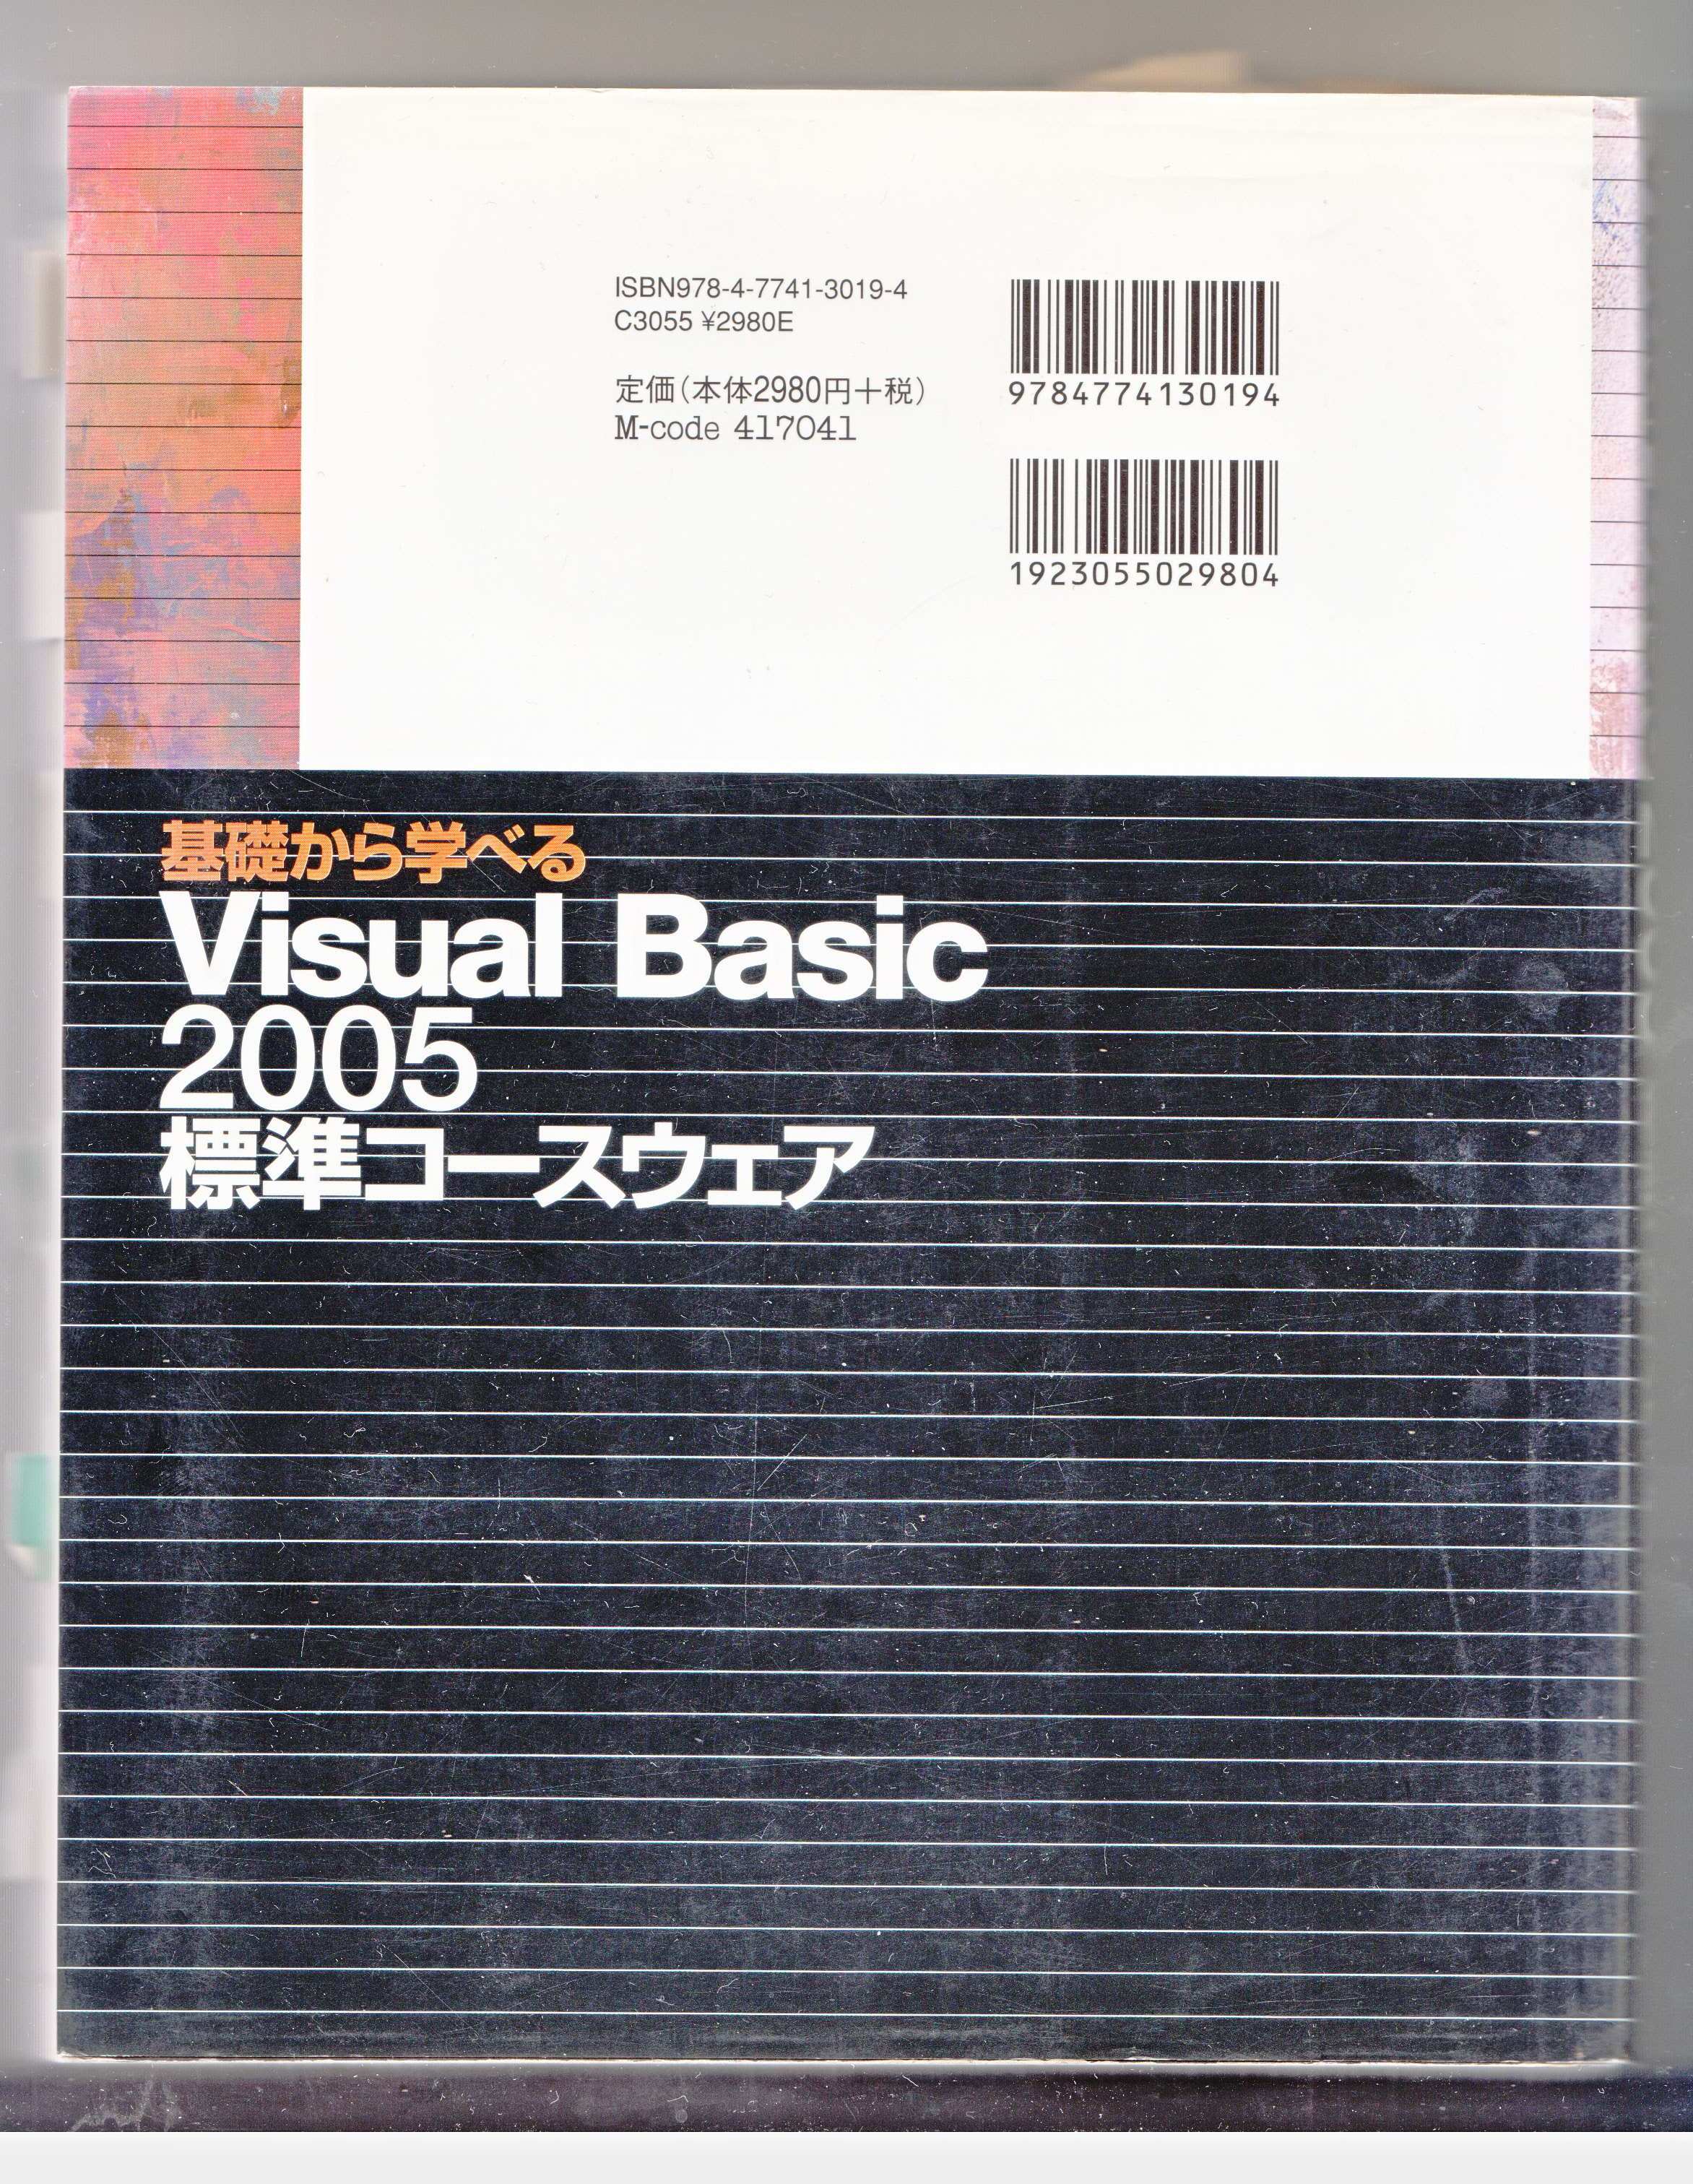 ISBN978-4-7741-3019-4
C3055 ¥2980E
定価(本体2980円+税)
M-code 417041
9784774130194
1923055029804
基礎から学べる
Visual Basic
2005
標準コースウェア